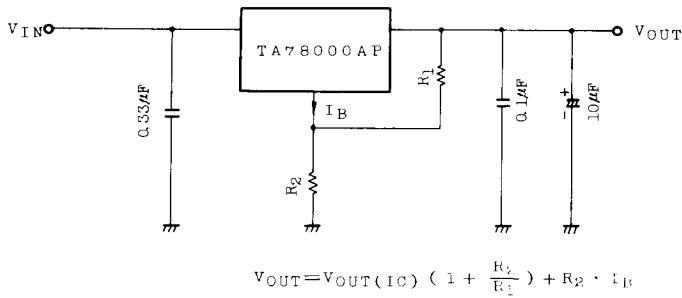 VIN
TA78000AP
VOUT
R1
IB
0.33μF
R2
0.1μF
+
-
10μF
VOUT=VOUT(IC) (1 + R2/R1) + R2 · IB